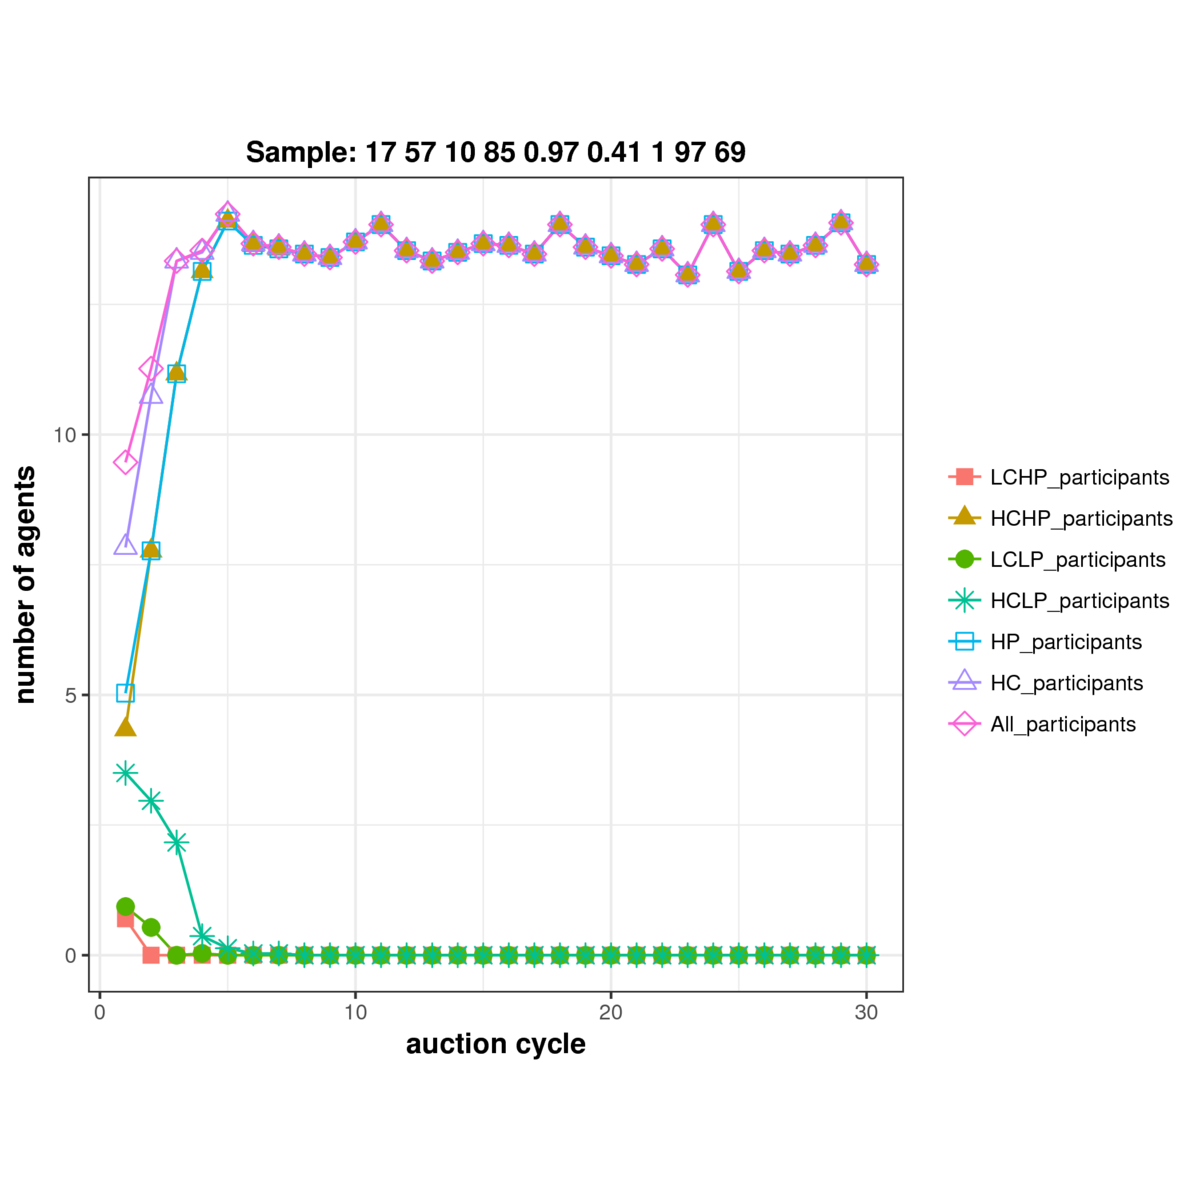 Sample: 17 57 10 85 0.97 0.41 1 97 69
number of agents
10
5
0
0
10
20
30
auction cycle
LCHP_participants
HCHP_participants
LCLP_participants
HCLP_participants
HP_participants
HC_participants
All_participants